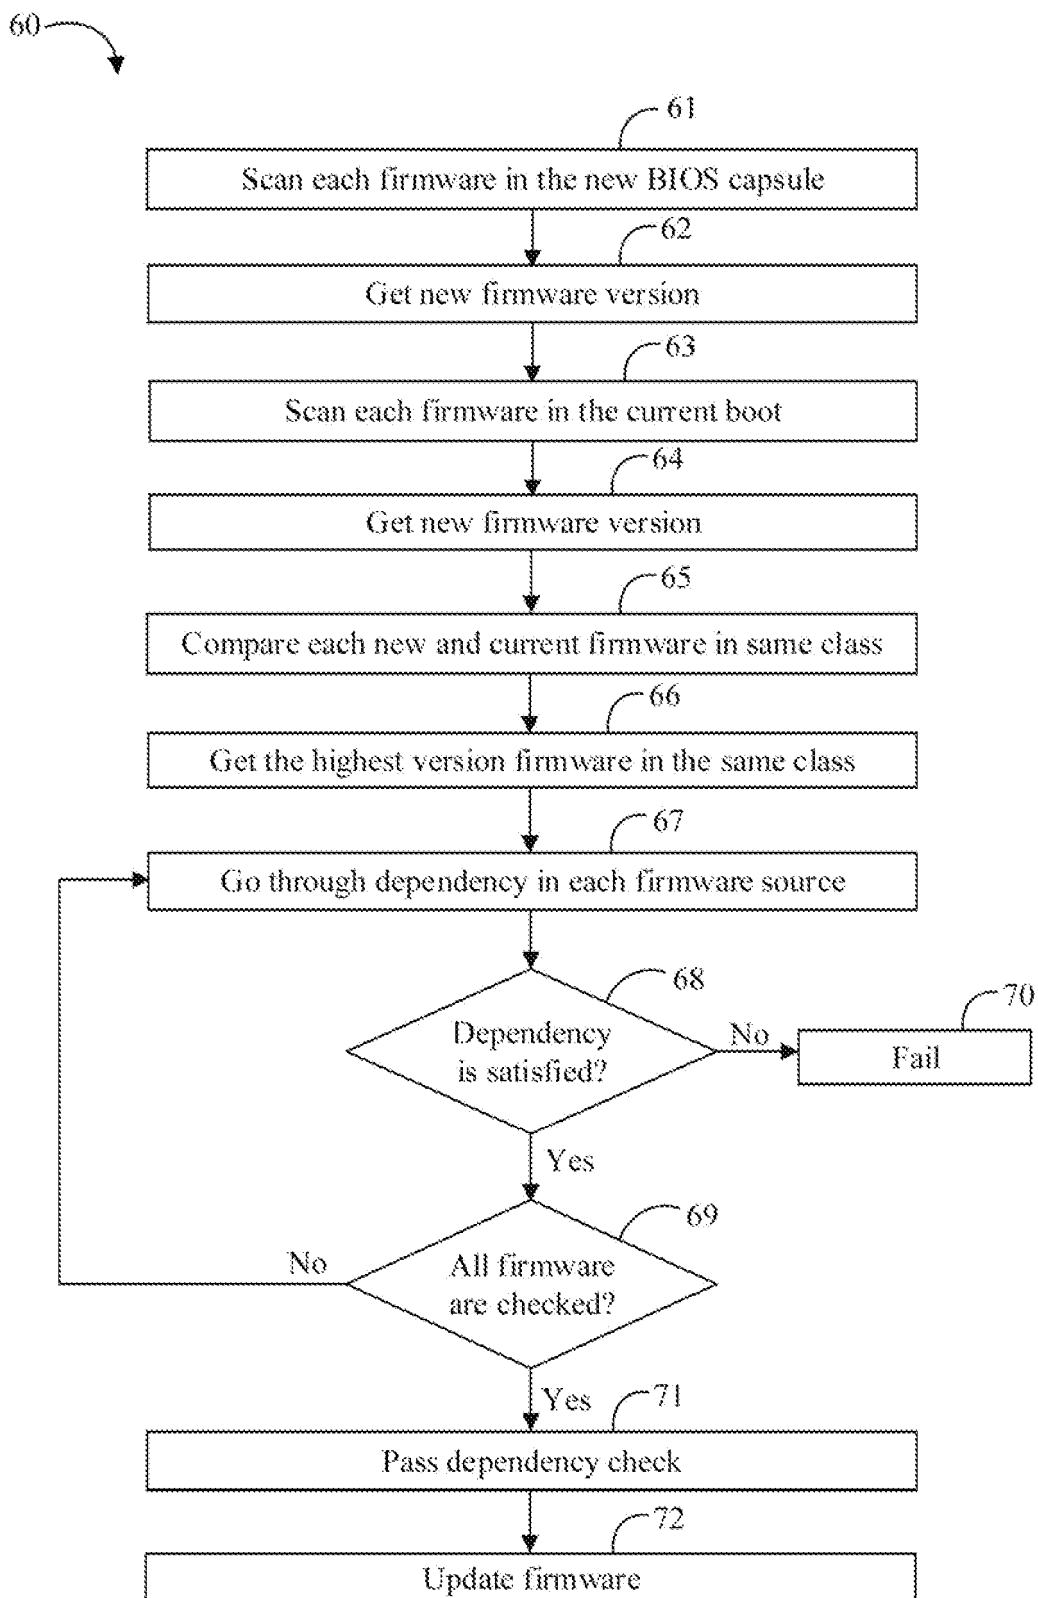 60
61
Scan each firmware in the new BIOS capsule
62
Get new firmware version
63
Scan each firmware in the current boot
64
Get new firmware version
65
Compare each new and current firmware in same class
66
Get the highest version firmware in the same class
67
Go through dependency in each firmware source
68
Dependency
is satisfied?
No
70
Fail
Yes
69
All firmware
are checked?
No
Yes
71
Pass dependency check
72
Update firmware